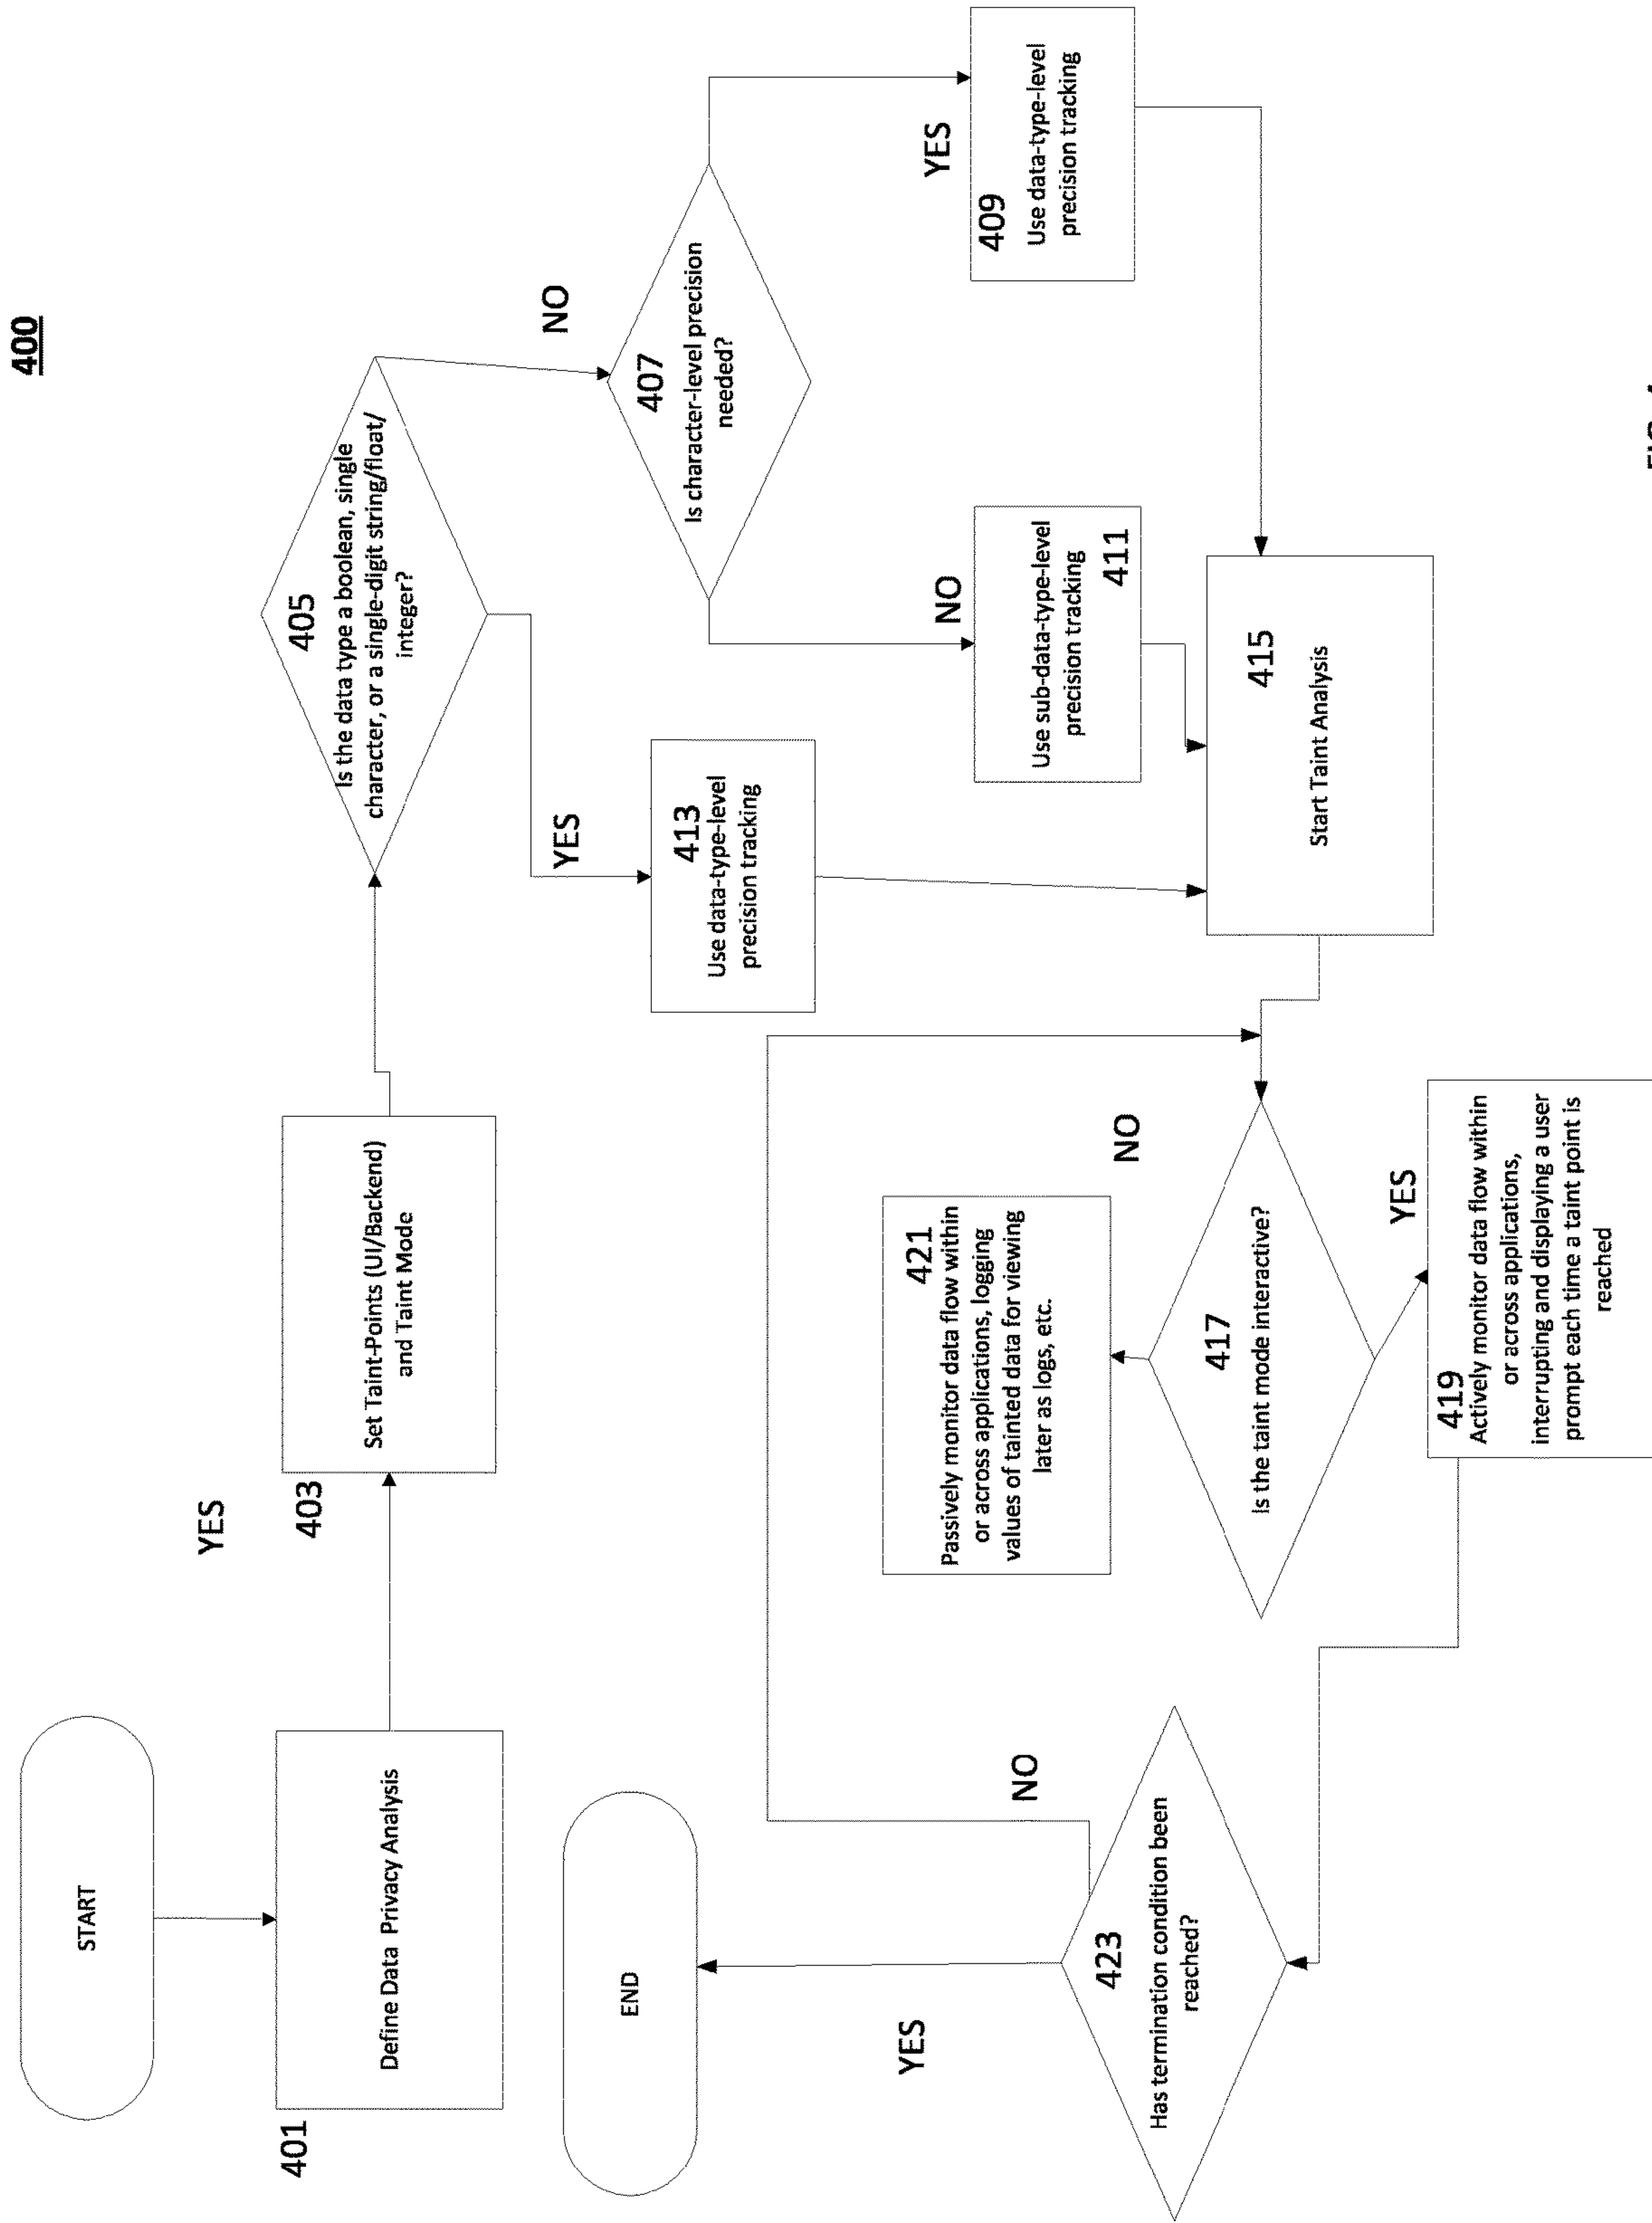 400
START
401
Define Data Privacy Analysis
YES
403
Set Taint-Points (UI/Backend)
and Taint Mode
405
Is the data type a boolean, single
character, or a single-digit string/float/
integer?
NO
YES
407
Is character-level precision
needed?
YES
409
Use data-type-level
precision tracking
NO
Use sub-data-type-level
precision tracking
411
413
Use data-type-level
precision tracking
415
Start Taint Analysis
417
Is the taint mode interactive?
NO
421
Passively monitor data flow within
or across applications, logging
values of tainted data for viewing
later as logs, etc.
YES
419
Actively monitor data flow within
or across applications,
interrupting and displaying a user
prompt each time a taint point is
reached
423
Has termination condition been
reached?
NO
YES
END